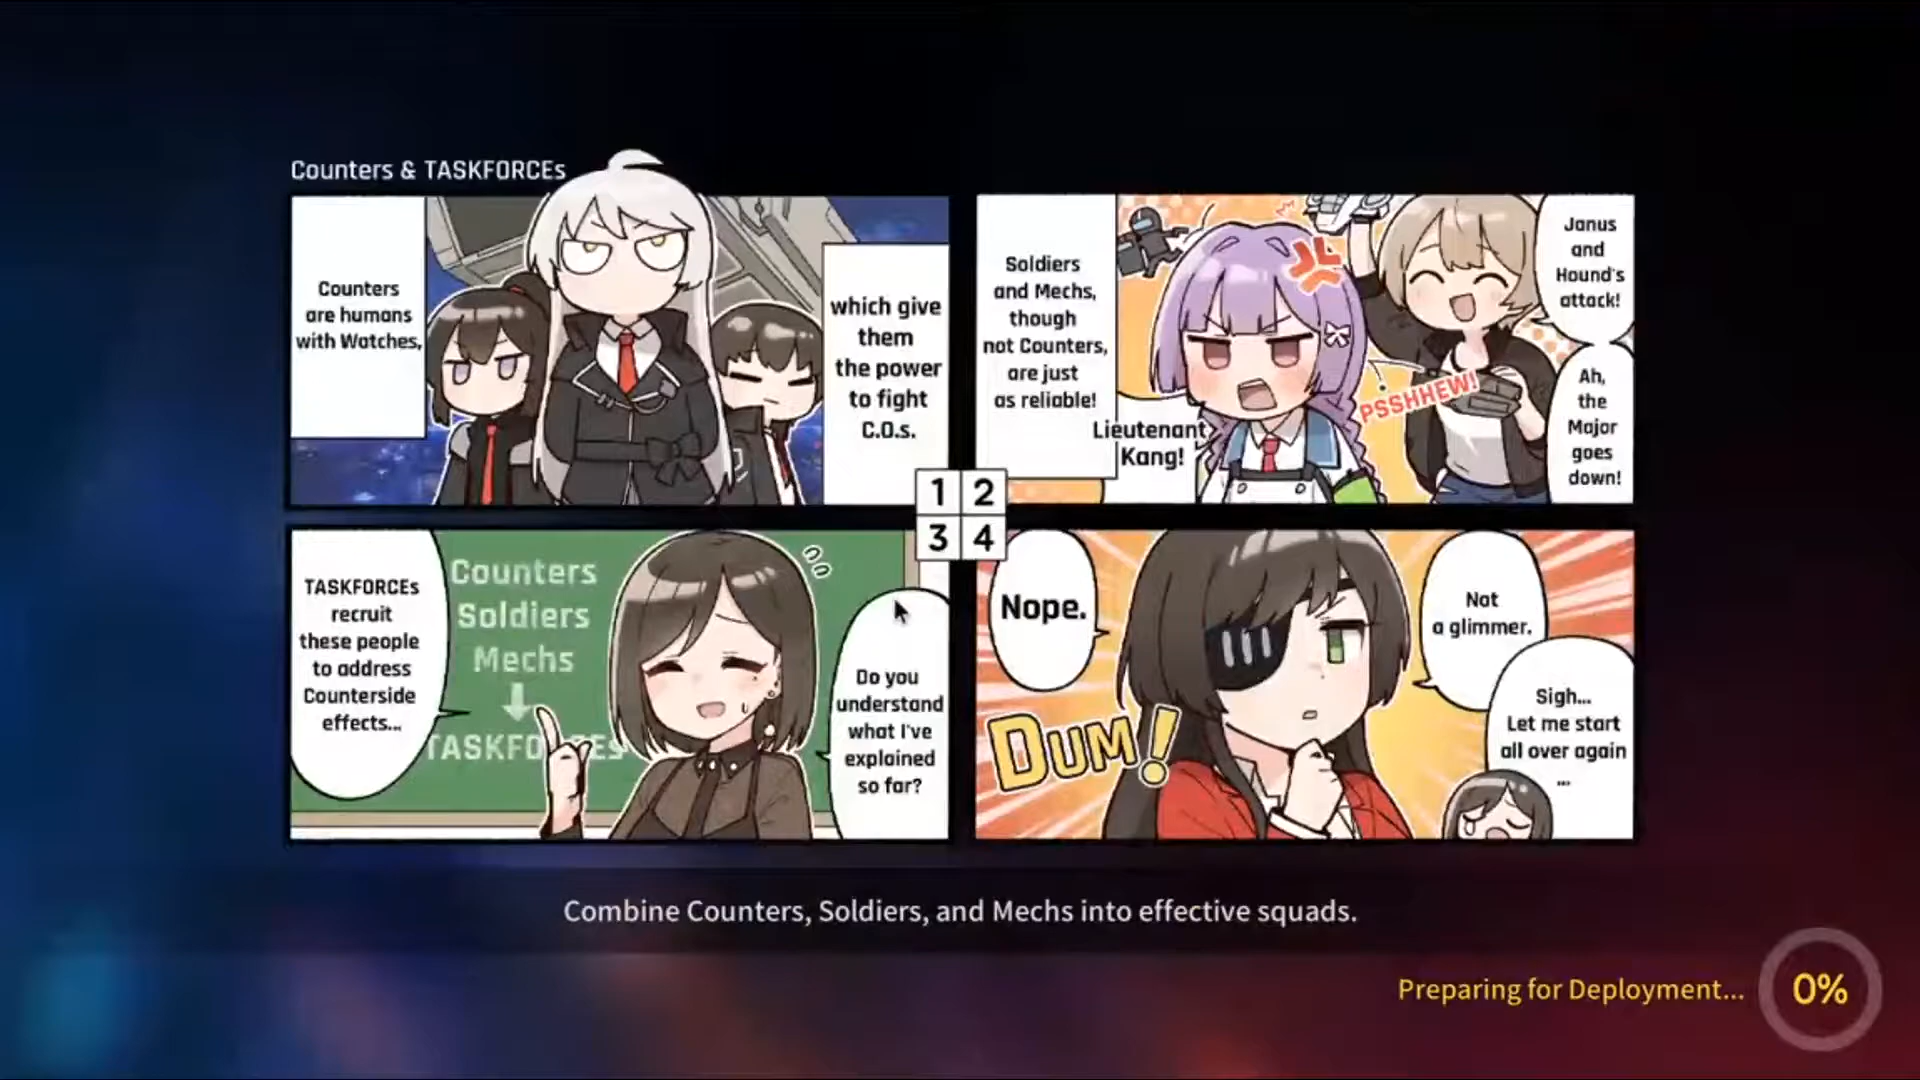 Counters & TASKFORCEs
Counters
are humans
with Watches,
which give
them
the power
to fight
C.O.s.
Soldiers
and Mechs,
though
not Counters,
are just
as reliable!
Lieutenant
Kang!
PSSHHEW!
Janus
and
Hound's
attack!
Ah,
the
Major
goes
down!
1 2
3 4
TASKFORCEs
recruit
these people
to address
Counterside
effects...
Counters
Soldiers
Mechs
TASKFORCEs
Do you
understand
what I've
explained
so far?
Nope.
DUM!
Not
a glimmer.
Sigh...
Let me start
all over again
...
Combine Counters, Soldiers, and Mechs into effective squads.
Preparing for Deployment...
0%